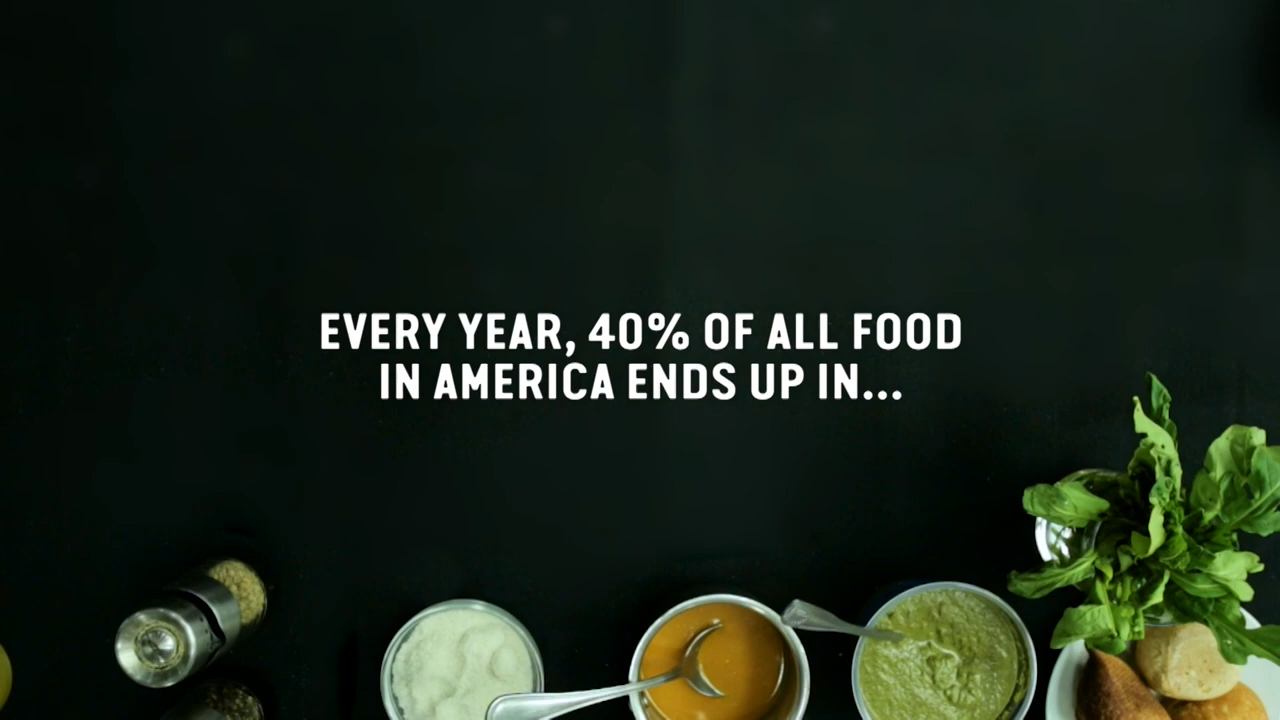 EVERY YEAR, 40% OF ALL FOOD
IN AMERICA ENDS UP IN...